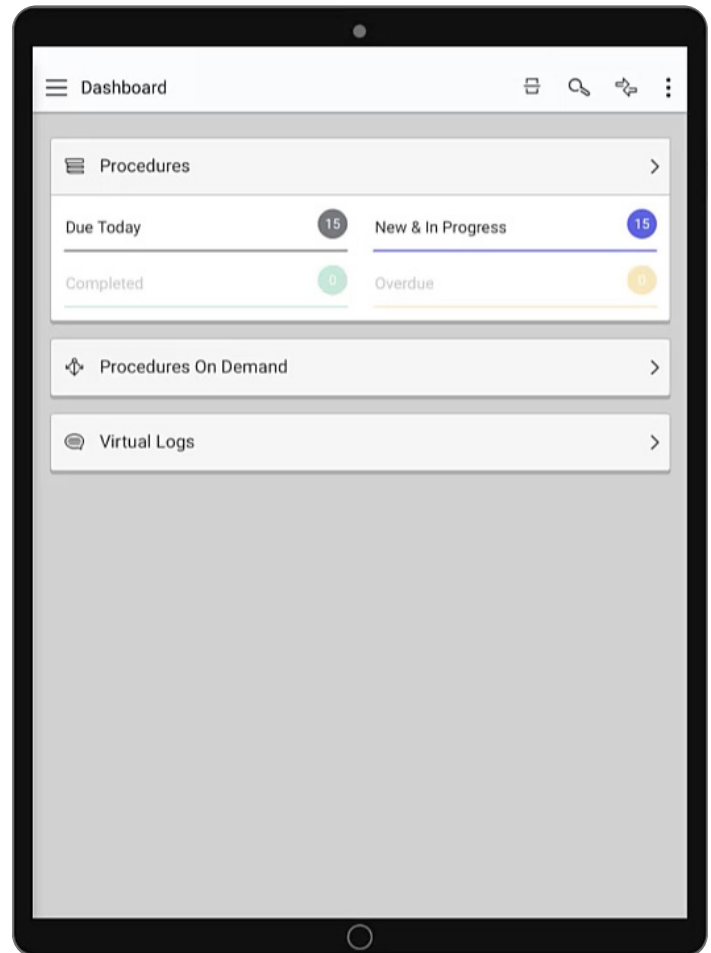 Dashboard
Procedures
Due Today 15 New & In Progress 15
Completed 0 Overdue 0
Procedures On Demand
Virtual Logs